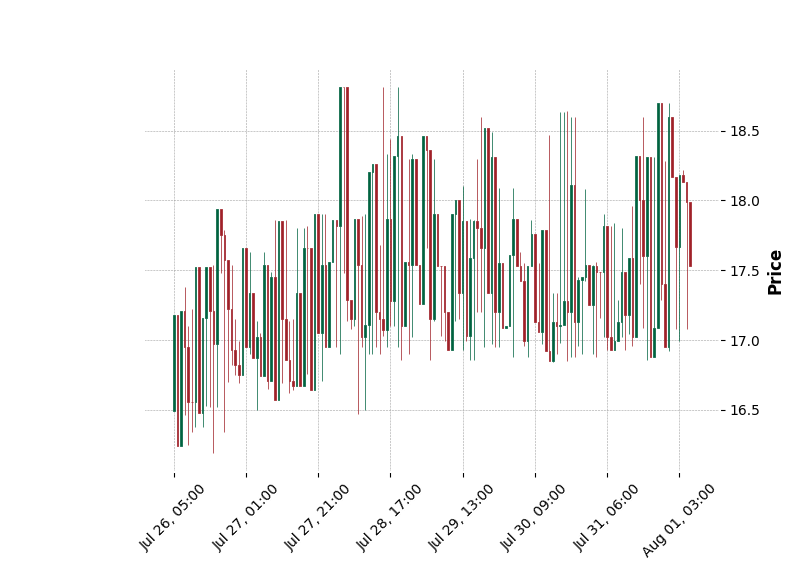 18.5
18.0
17.5
17.0
16.5
Price
Jul 26, 05:00
Jul 27, 01:00
Jul 27, 21:00
Jul 28, 17:00
Jul 29, 13:00
Jul 30, 09:00
Jul 31, 06:00
Aug 01, 03:00